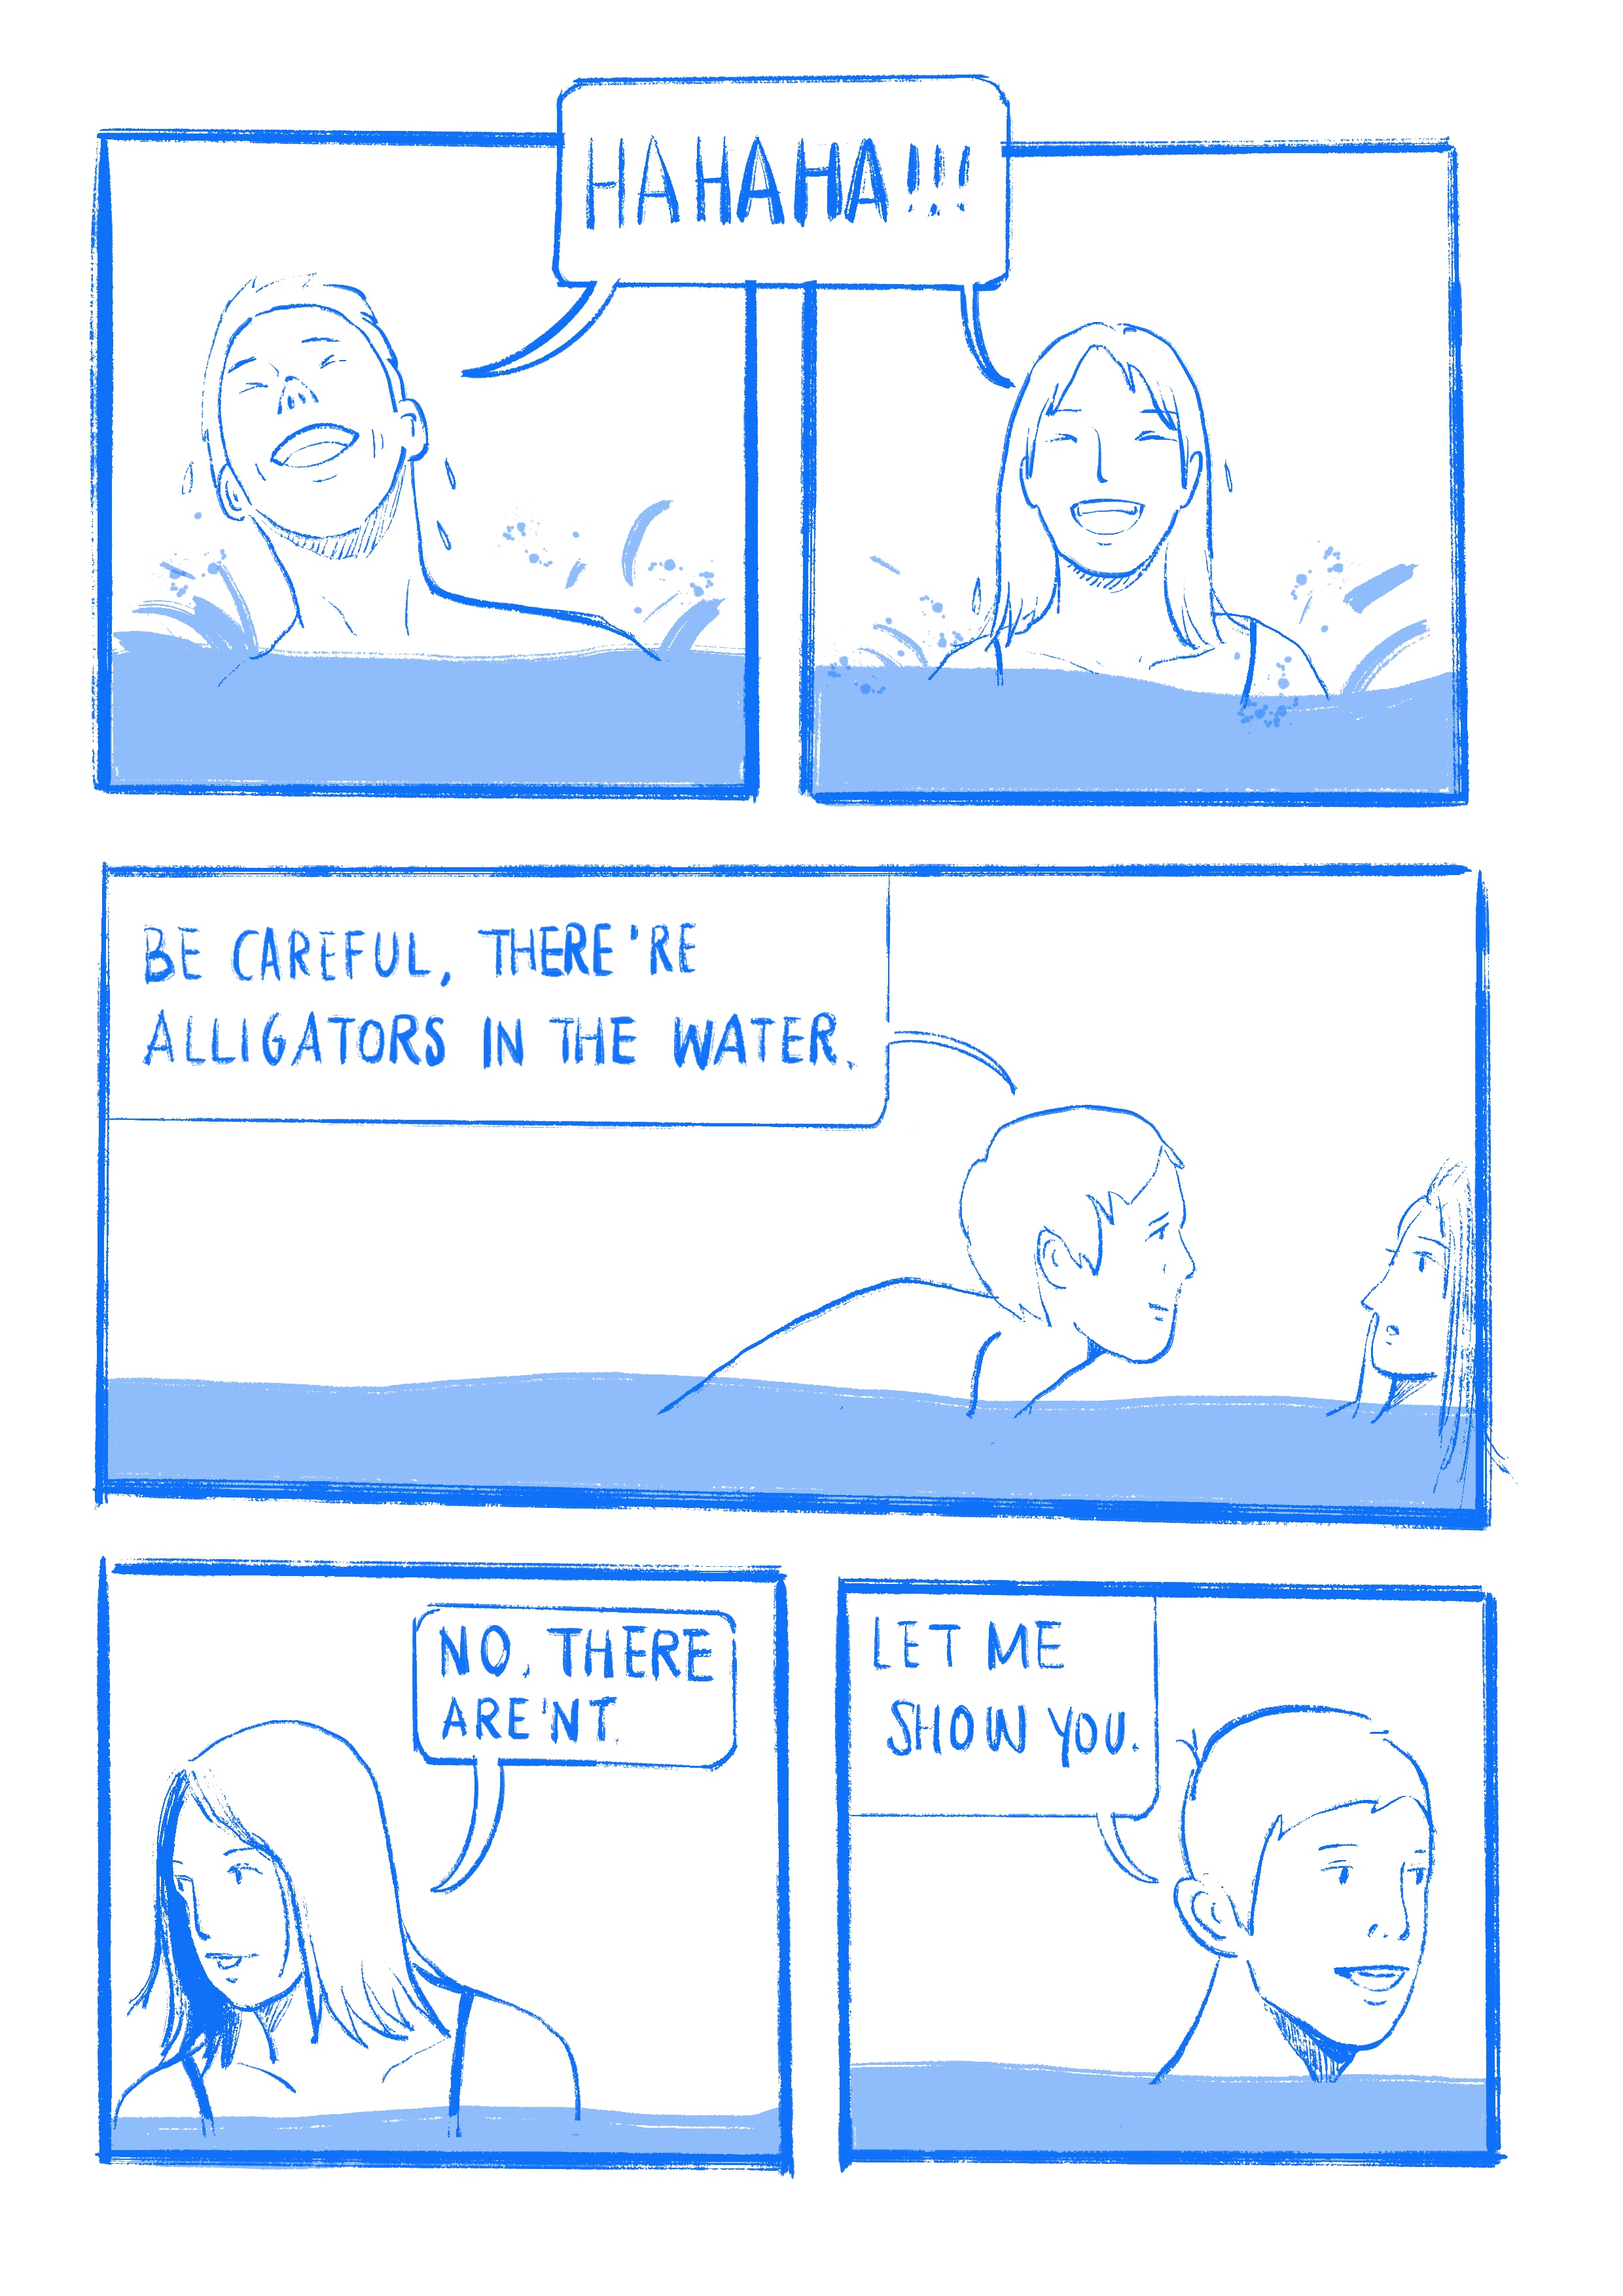 HAHAHA!!!
BE CAREFUL, THERE'RE
ALLIGATORS IN THE WATER.
NO, THERE
ARE'NT.
LET ME
SHOW YOU.